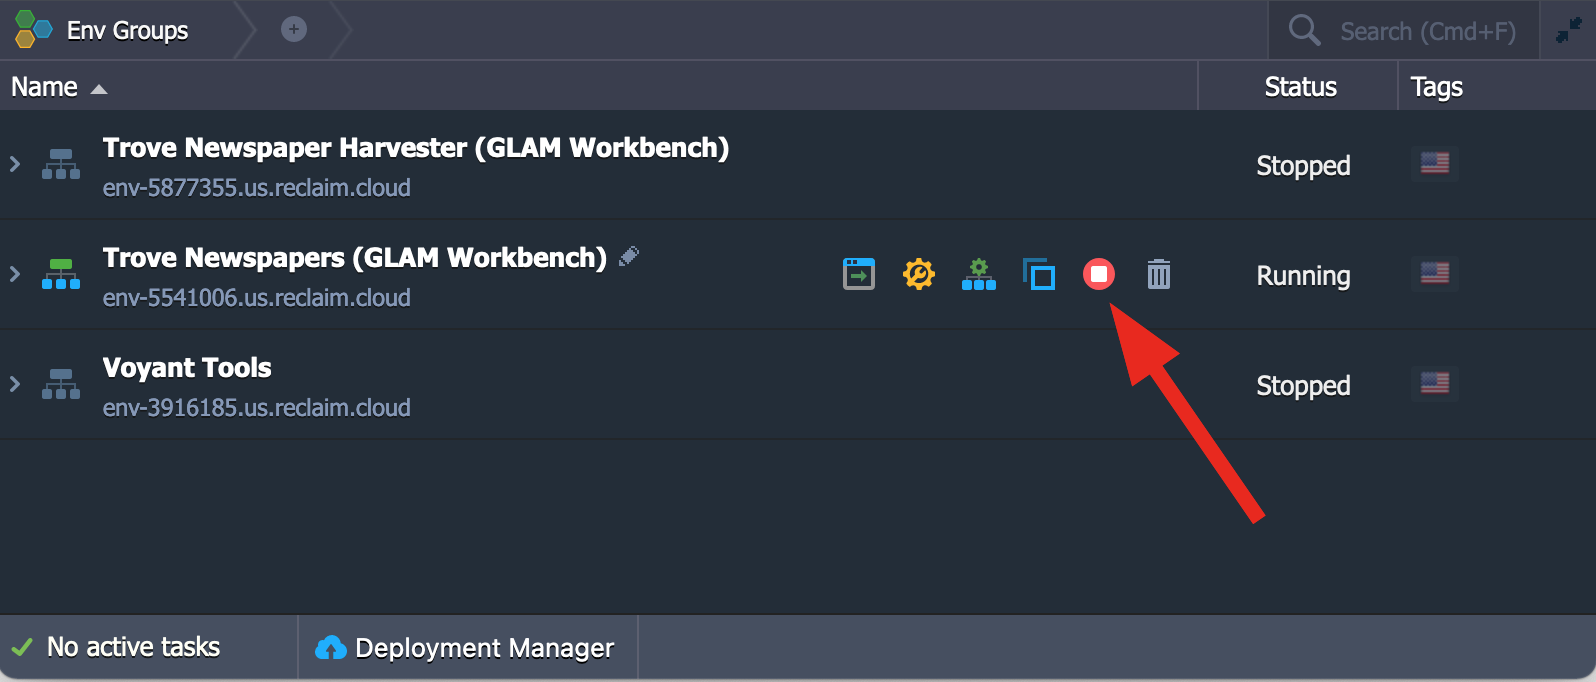 Env Groups
Search (Cmd+F)
Name Status Tags
Trove Newspaper Harvester (GLAM Workbench)
env-5877355.us.reclaim.cloud
Stopped
Trove Newspapers (GLAM Workbench)
env-5541006.us.reclaim.cloud
Running
Voyant Tools
env-3916185.us.reclaim.cloud
Stopped
No active tasks
Deployment Manager